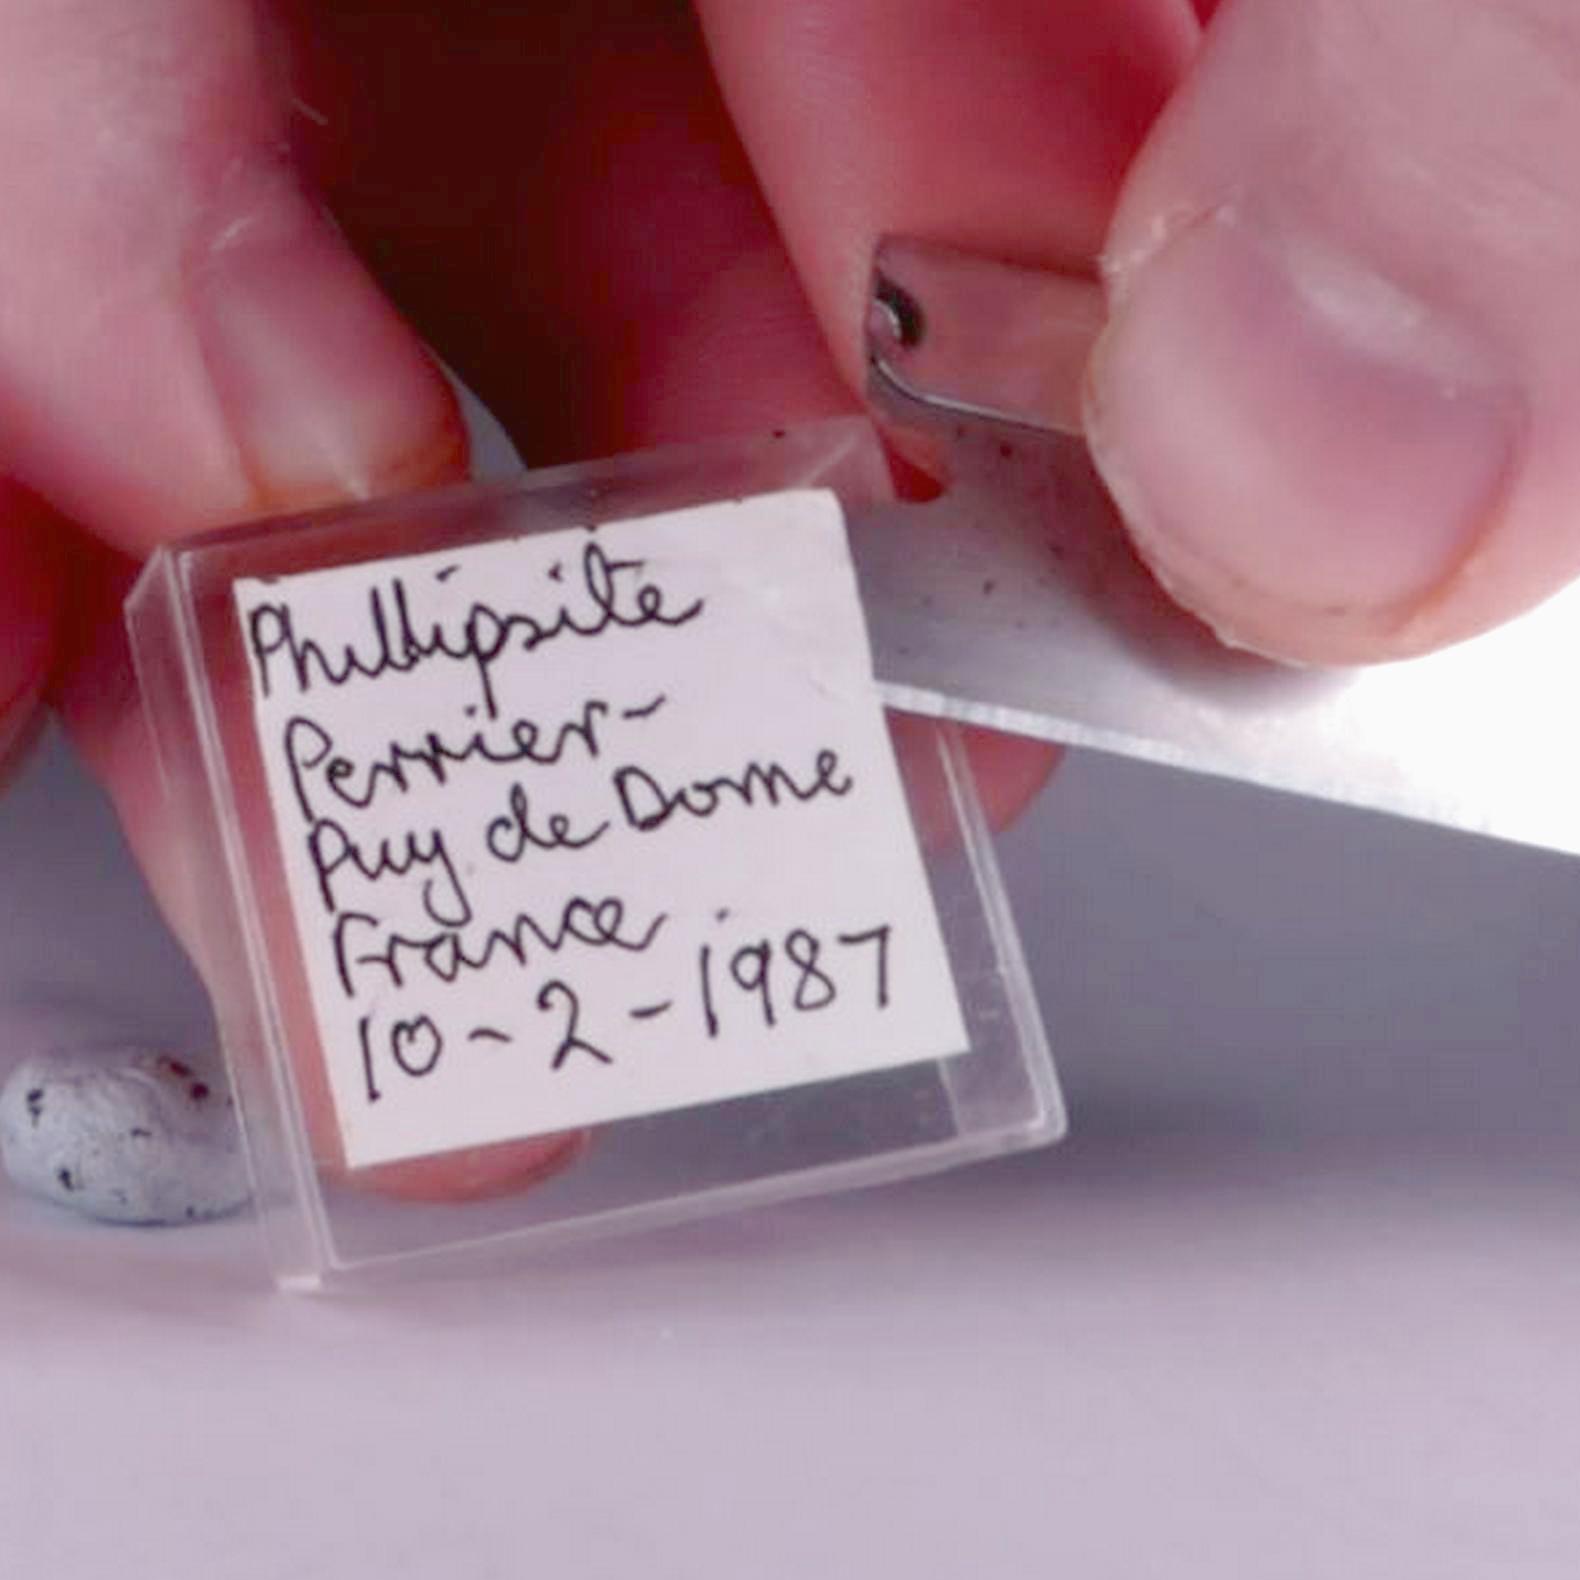 Phillipsite
Perrier-
Puy de Dome
France.
10-2-1987